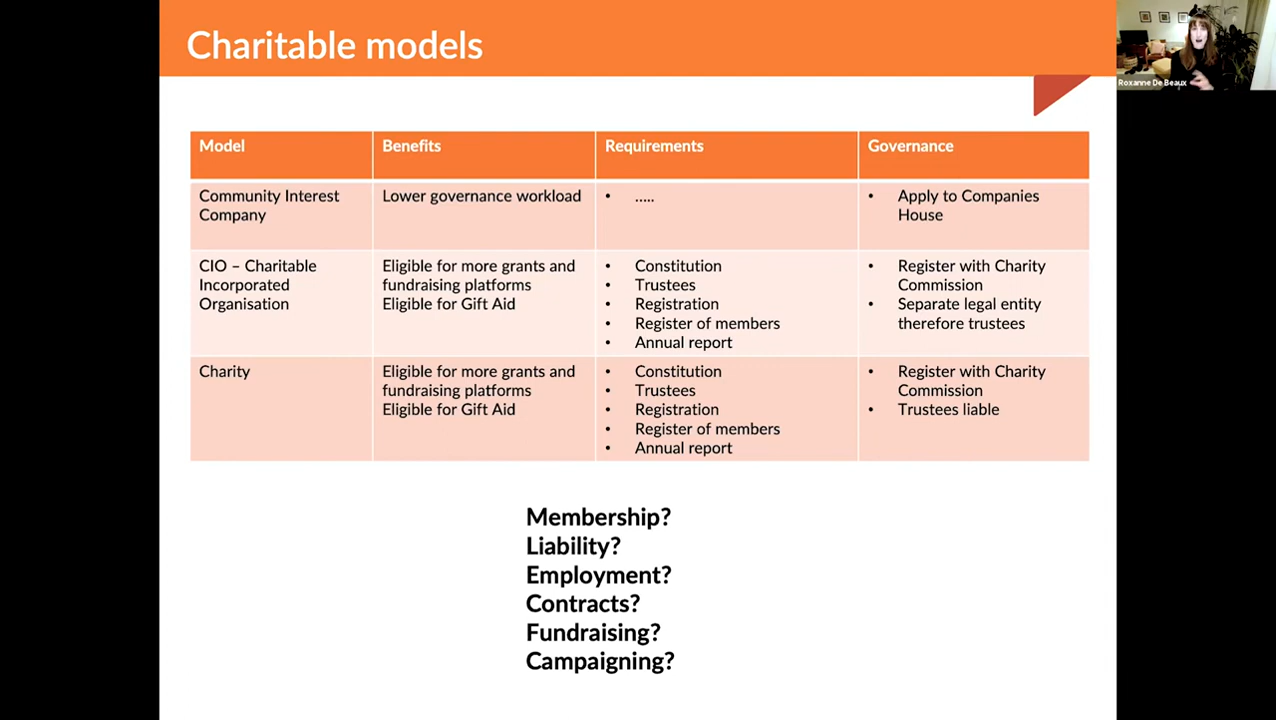 Charitable models
Roxanne De Beaux
Model
Benefits
Requirements
Governance
Community Interest
Company
Lower governance workload
• .....
• Apply to Companies
House
CIO – Charitable
Incorporated
Organisation
Eligible for more grants and
fundraising platforms
Eligible for Gift Aid
• Constitution
• Trustees
• Registration
• Register of members
• Annual report
• Register with Charity
Commission
• Separate legal entity
therefore trustees
Charity
Eligible for more grants and
fundraising platforms
Eligible for Gift Aid
• Constitution
• Trustees
• Registration
• Register of members
• Annual report
• Register with Charity
Commission
• Trustees liable
Membership?
Liability?
Employment?
Contracts?
Fundraising?
Campaigning?